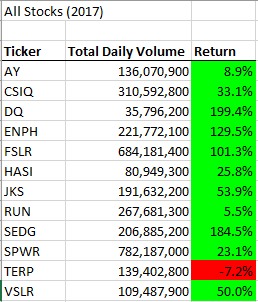 All Stocks (2017)
Ticker Total Daily Volume Return
AY 136,070,900 8.9%
CSIQ 310,592,800 33.1%
DQ 35,796,200 199.4%
ENPH 221,772,100 129.5%
FSLR 684,181,400 101.3%
HASI 80,949,300 25.8%
JKS 191,632,200 53.9%
RUN 267,681,300 5.5%
SEDG 206,885,200 184.5%
SPWR 782,187,000 23.1%
TERP 139,402,800 -7.2%
VSLR 109,487,900 50.0%